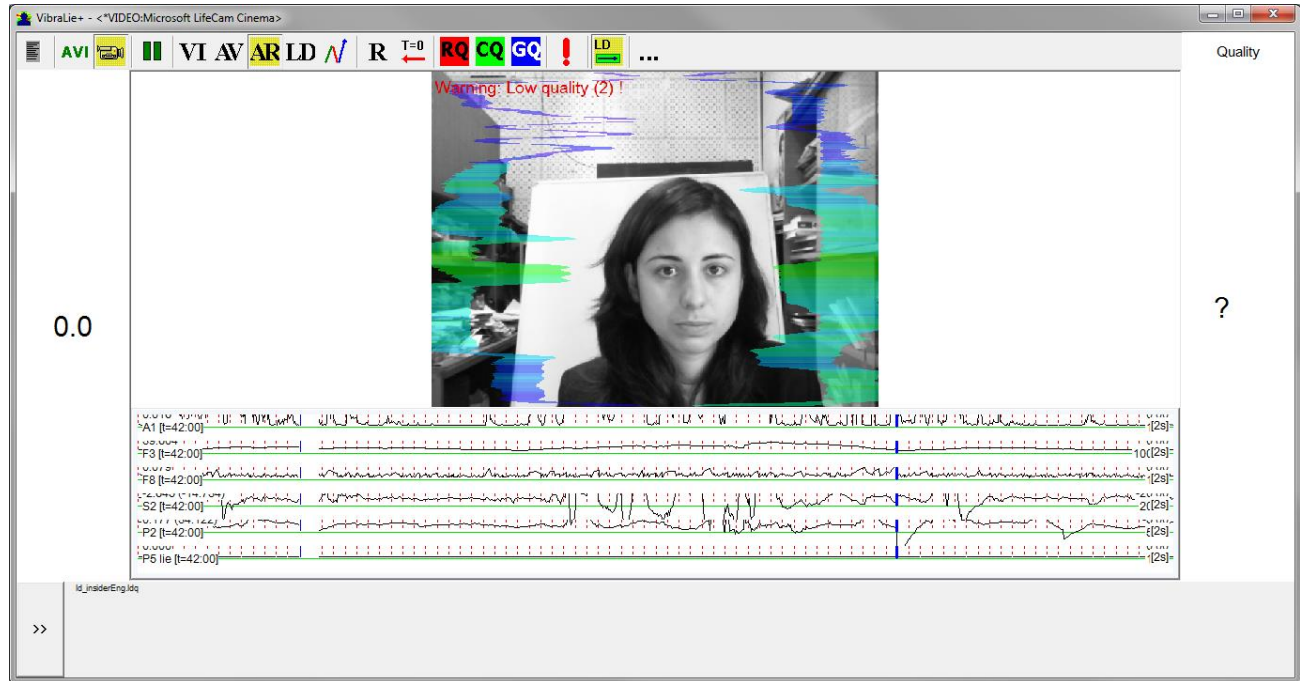 VibraLie+ - <*VIDEO:Microsoft LifeCam Cinema>
AVI VI AV AR LD R T=0 RQ CQ GQ ! LD ...
Quality
Warning: Low quality (2) !
0.0
?
A1 [t=42:00] [2s]
F3 [t=42:00] [2s]
F8 [t=42:00] [2s]
S2 [t=42:00] [2s]
P2 [t=42:00] [2s]
P5 lie [t=42:00] [2s]
ld_insiderEng.ldq
>>